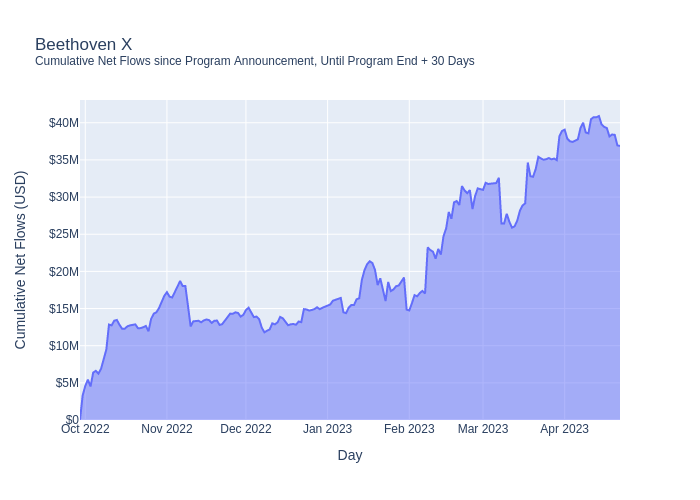 Beethoven X
Cumulative Net Flows since Program Announcement, Until Program End + 30 Days
Cumulative Net Flows (USD)
$40M
$35M
$30M
$25M
$20M
$15M
$10M
$5M
$0
Oct 2022
Nov 2022
Dec 2022
Jan 2023
Feb 2023
Mar 2023
Apr 2023
Day